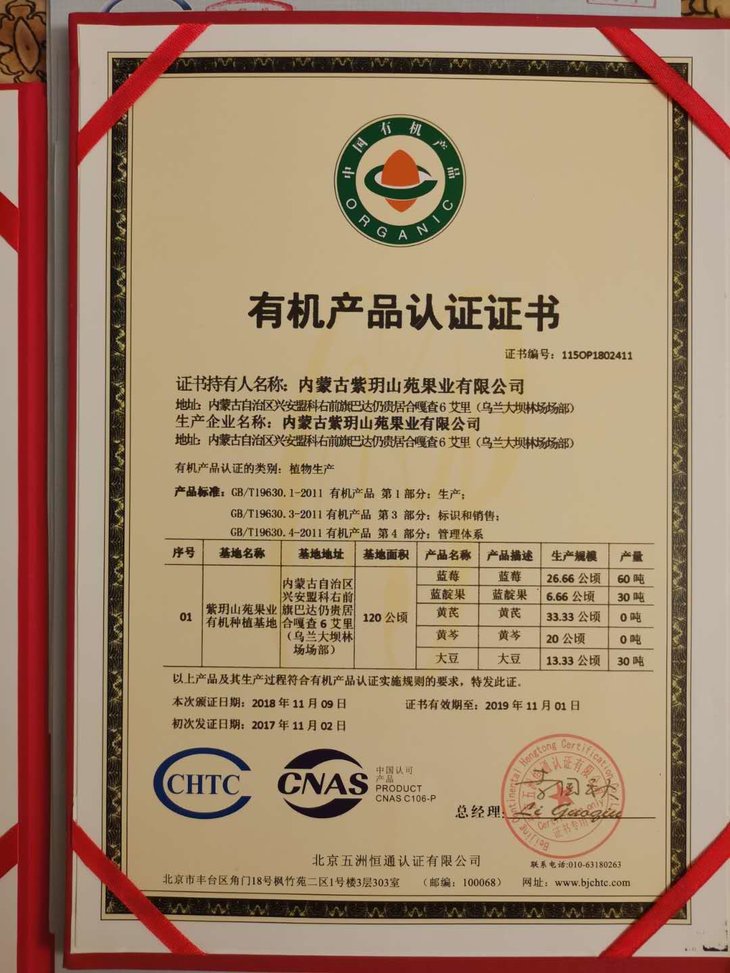 中国有机产品
ORGANIC
有机产品认证证书
证书编号：115OP1802411
证书持有人名称：内蒙古紫玥山苑果业有限公司
地址：内蒙古自治区兴安盟科右前旗巴达仍贵居合嘎查6艾里（乌兰大坝林场场部）
生产企业名称：内蒙古紫玥山苑果业有限公司
地址：内蒙古自治区兴安盟科右前旗巴达仍贵居合嘎查6艾里（乌兰大坝林场场部）
有机产品认证的类别：植物生产
产品标准：GB/T19630.1-2011 有机产品 第1部分：生产；
GB/T19630.3-2011 有机产品 第3 部分：标识和销售；
GB/T19630.4-2011 有机产品 第4 部分：管理体系
序号 基地名称 基地地址 基地面积 产品名称 产品描述 生产规模 产量
01 紫玥山苑果业有机种植基地 内蒙古自治区兴安盟科右前旗巴达仍贵居合嘎查6艾里（乌兰大坝林场场部） 120公顷
蓝莓 蓝莓 26.66公顷 60吨
蓝靛果 蓝靛果 6.66公顷 30吨
黄芪 黄芪 33.33公顷 0吨
黄芩 黄芩 20公顷 0吨
大豆 大豆 13.33公顷 30吨
以上产品及其生产过程符合有机产品认证实施规则的要求，特发此证。
本次颁证日期：2018年11月09日 证书有效期至：2019年11月01日
初次发证日期：2017年11月02日
CHTC
CNAS
中国认可
产品
PRODUCT
CNAS C106-P
总经理：
Li Guoqiu
Beijing Continental Hengtong Certification Co
Certificate only
证书专用
北京五洲恒通认证有限公司
联系电话:010-63180263
北京市丰台区角门18号枫竹苑二区1号楼3层303室 （邮编：100068） 网址：www.bjchtc.com